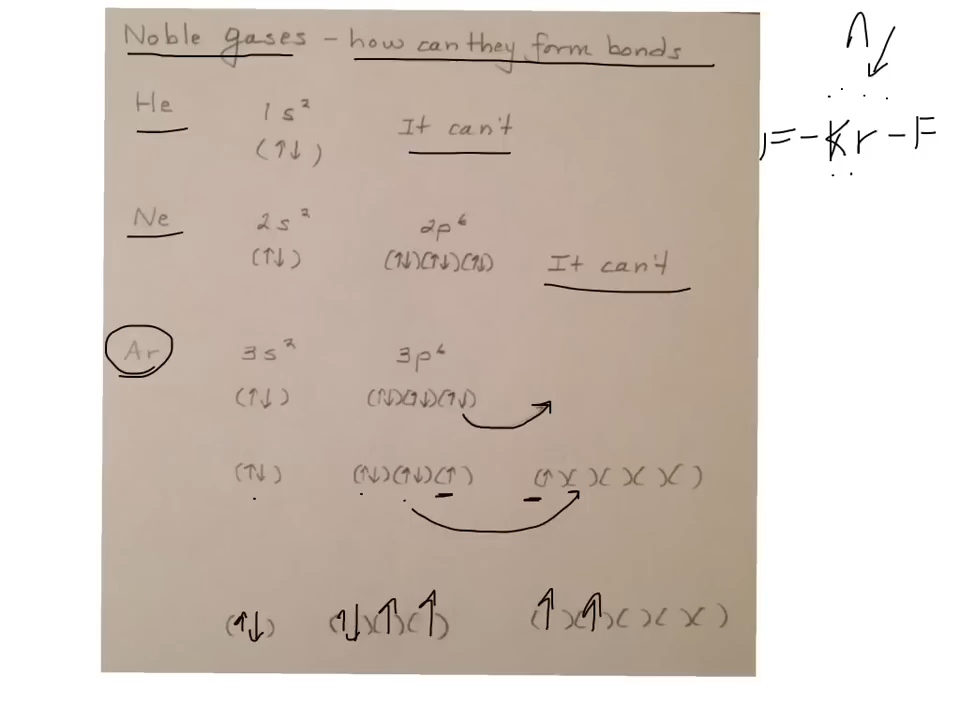 Noble gases - how can they form bonds
He 1s² It can't
(↑↓)
Ne 2s² 2p⁶
(↑↓) (↑↓)(↑↓)(↑↓) It can't
Ar 3s² 3p⁶
(↑↓) (↑↓)(↑↓)(↑↓)
(↑↓) (↑↓)(↑↓)(↑) (↑)( )( )( )( )
(↑↓) (↑↓)(↑)(↑) (↑)(↑)( )( )( )
F-Kr-F